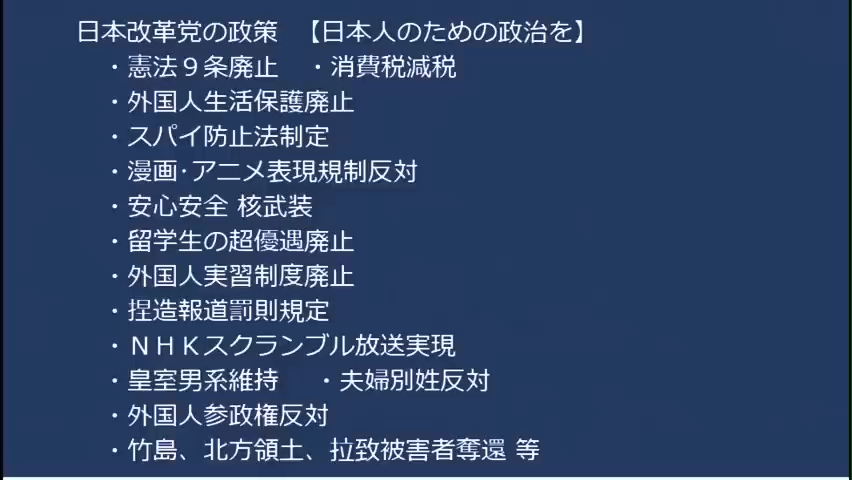 日本改革党の政策　【日本人のための政治を】
・憲法９条廃止　・消費税減税
・外国人生活保護廃止
・スパイ防止法制定
・漫画・アニメ表現規制反対
・安心安全 核武装
・留学生の超優遇廃止
・外国人実習制度廃止
・捏造報道罰則規定
・ＮＨＫスクランブル放送実現
・皇室男系維持　・夫婦別姓反対
・外国人参政権反対
・竹島、北方領土、拉致被害者奪還 等